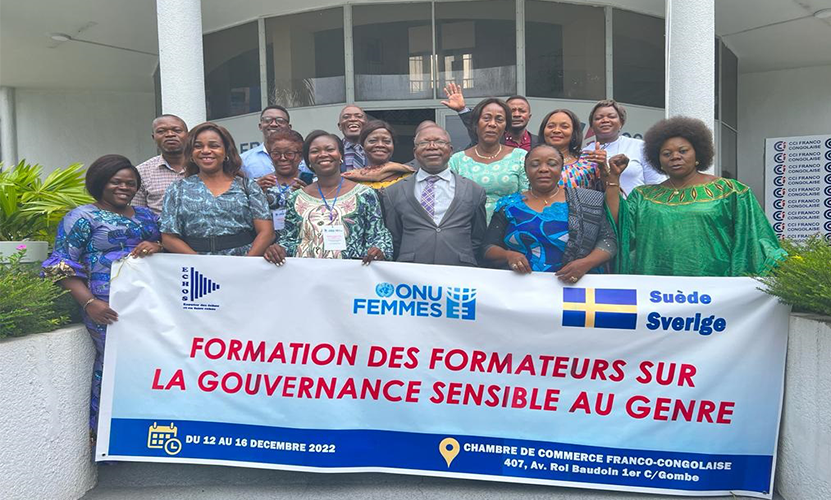 ECHOS
ONU
FEMMES
Suède
Sverige
FORMATION DES FORMATEURS SUR
LA GOUVERNANCE SENSIBLE AU GENRE
DU 12 AU 16 DECEMBRE 2022
CHAMBRE DE COMMERCE FRANCO-CONGOLAISE
407, Av. Roi Baudoin 1er C/Gombe
CCI FRANCO
CONGOLAISE